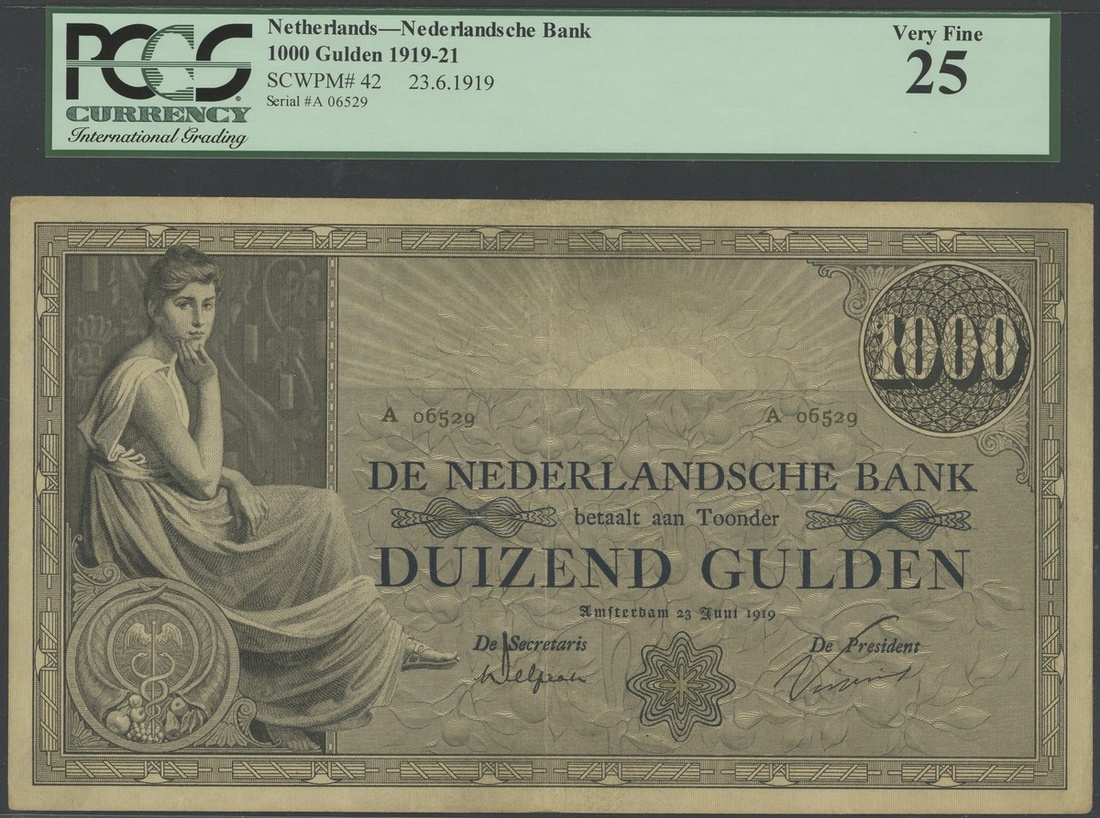 PCGS
CURRENCY
International Grading
Netherlands—Nederlandsche Bank
1000 Gulden 1919-21
SCWPM# 42 23.6.1919
Serial #A 06529
Very Fine
25
1000
A 06529 A 06529
DE NEDERLANDSCHE BANK
betaalt aan Toonder
DUIZEND GULDEN
Amsterdam 23 Juni 1919
De Secretaris De President
Vissering